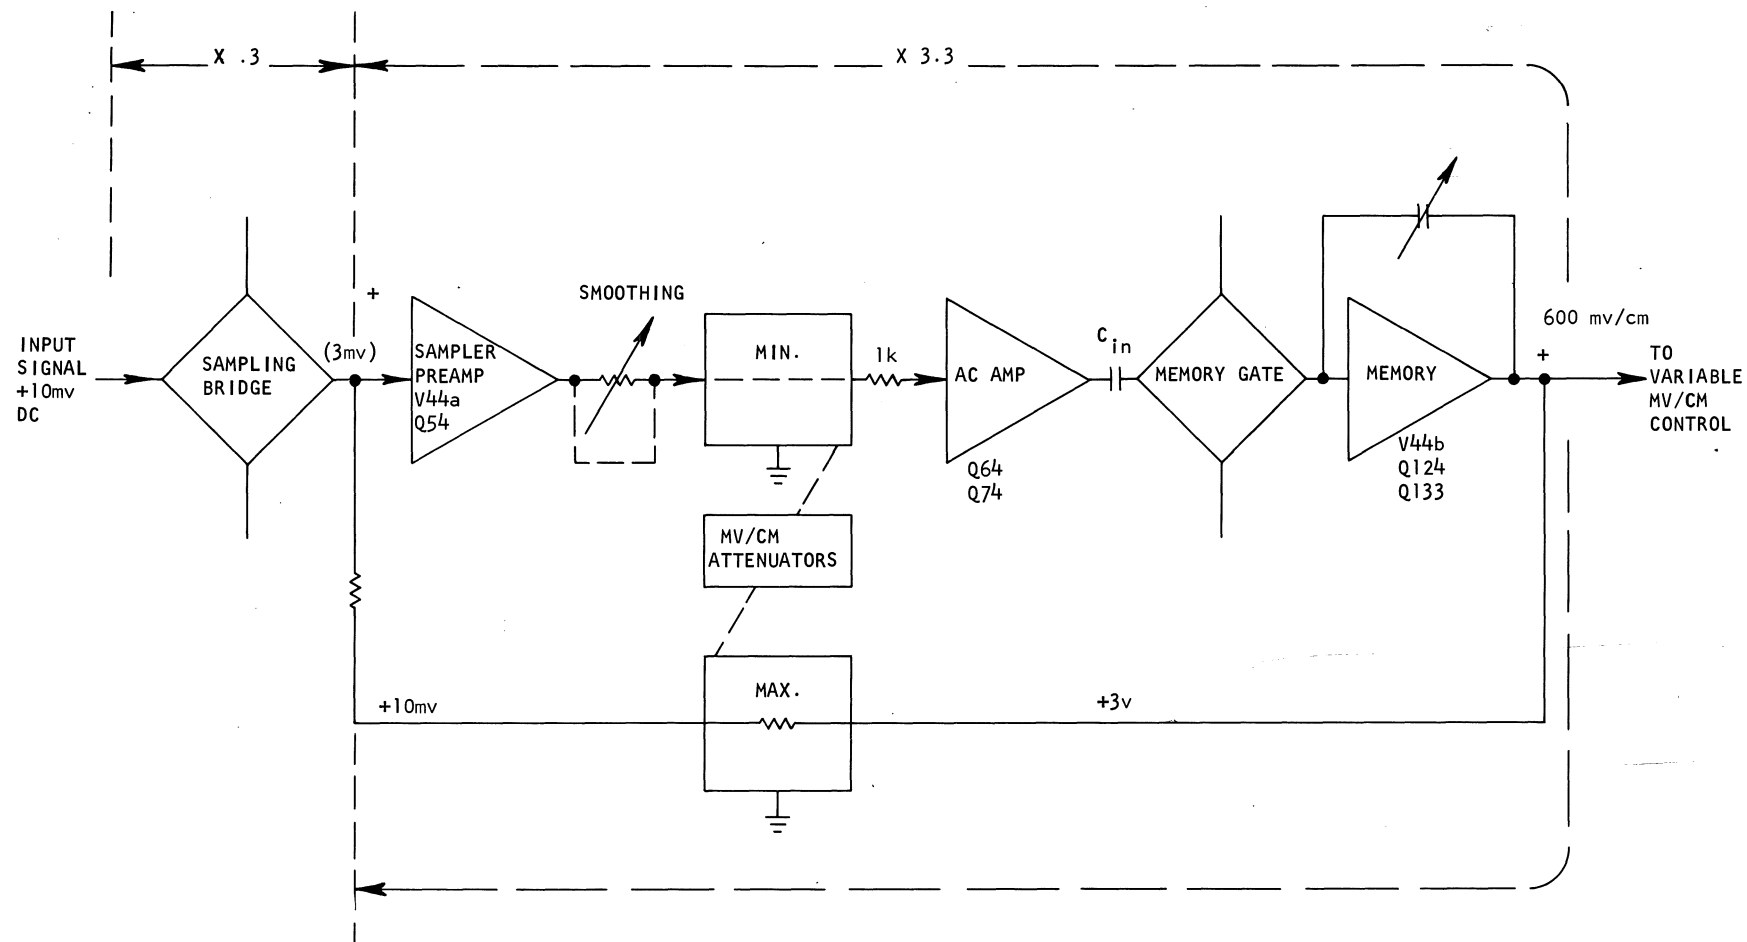 X .3
X 3.3
+
SMOOTHING
600 mv/cm
INPUT
SIGNAL
+10mv
DC
SAMPLING
BRIDGE
(3mv)
SAMPLER
PREAMP
V44a
Q54
MIN.
1k
AC AMP
Q64
Q74
Cin
MEMORY GATE
MEMORY
V44b
Q124
Q133
+
TO
VARIABLE
MV/CM
CONTROL
MV/CM
ATTENUATORS
MAX.
+10mv
+3v